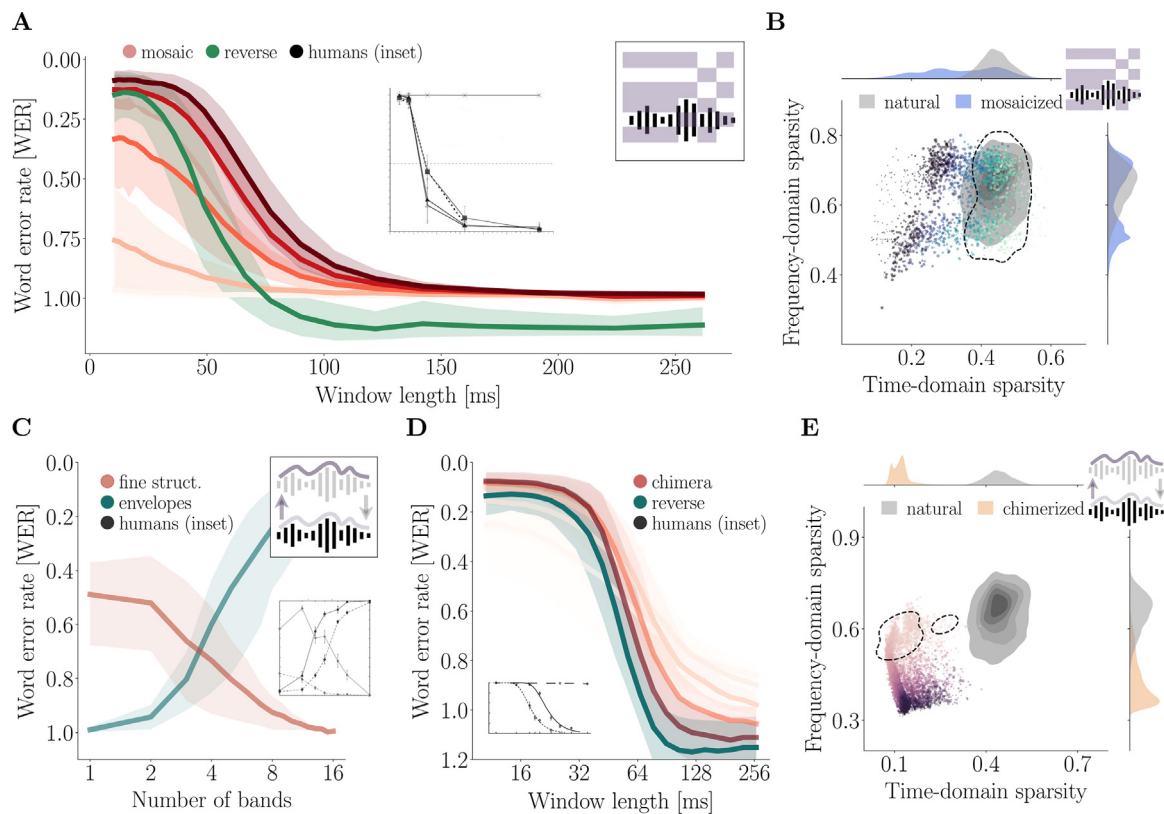 A
mosaic reverse humans (inset)
0.00
0.25
0.50
0.75
1.00
Word error rate [WER]
0 50 100 150 200 250
Window length [ms]
B
natural mosaicized
0.8
0.6
0.4
Frequency-domain sparsity
0.2 0.4 0.6
Time-domain sparsity
C
fine struct.
envelopes
humans (inset)
0.0
0.2
0.4
0.6
0.8
1.0
Word error rate [WER]
1 2 4 8 16
Number of bands
D
chimera
reverse
humans (inset)
0.0
0.2
0.4
0.6
0.8
1.0
1.2
Word error rate [WER]
16 32 64 128 256
Window length [ms]
E
natural chimerized
0.9
0.6
0.3
Frequency-domain sparsity
0.1 0.4 0.7
Time-domain sparsity